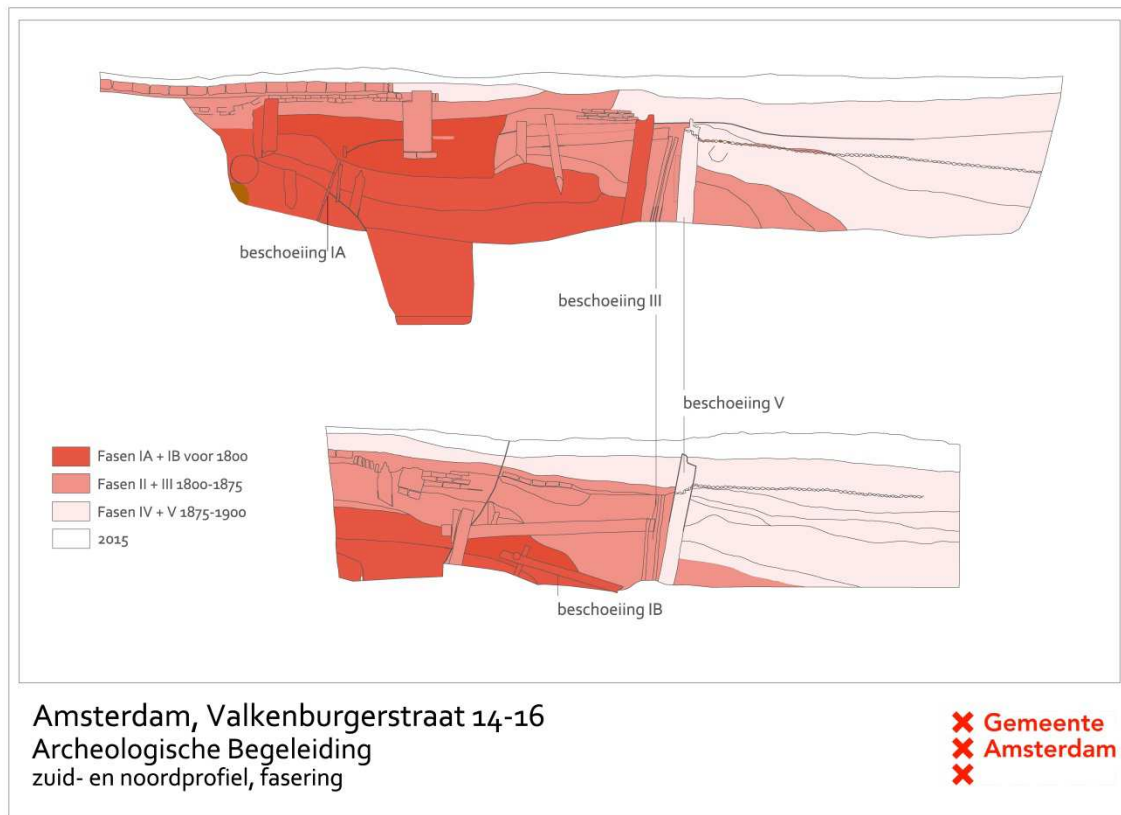 beschoeiing IA
beschoeiing III
beschoeiing V
Fasen IA + IB voor 1800
Fasen II + III 1800-1875
Fasen IV + V 1875-1900
2015
beschoeiing IB
Amsterdam, Valkenburgerstraat 14-16
Archeologische Begeleiding
zuid- en noordprofiel, fasering
Gemeente
Amsterdam